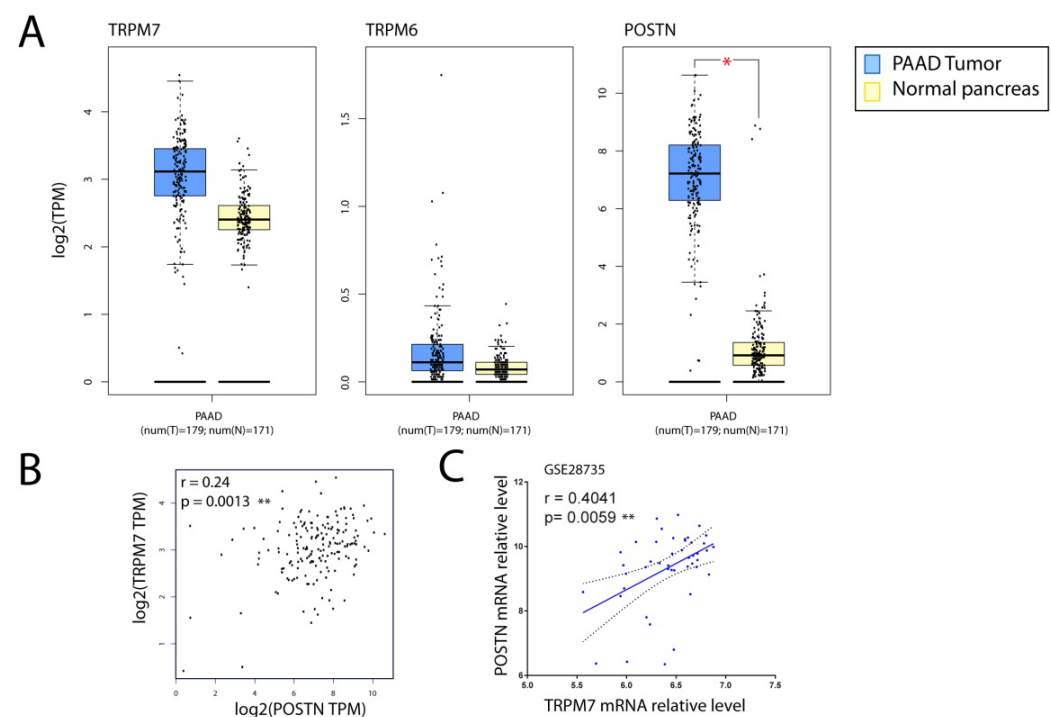 A
TRPM7
TRPM6
POSTN
PAAD Tumor
Normal pancreas
log2(TPM)
0
1
2
3
4
0.0
0.5
1.0
1.5
0
2
4
6
8
10
*
PAAD
(num(T)=179; num(N)=171)
PAAD
(num(T)=179; num(N)=171)
PAAD
(num(T)=179; num(N)=171)
B
r = 0.24
p = 0.0013 **
log2(TRPM7 TPM)
1
2
3
4
0
2
4
6
8
10
log2(POSTN TPM)
C
GSE28735
r = 0.4041
p= 0.0059 **
POSTN mRNA relative level
12
10
8
6
5.0
5.5
6.0
6.5
7.0
7.5
TRPM7 mRNA relative level